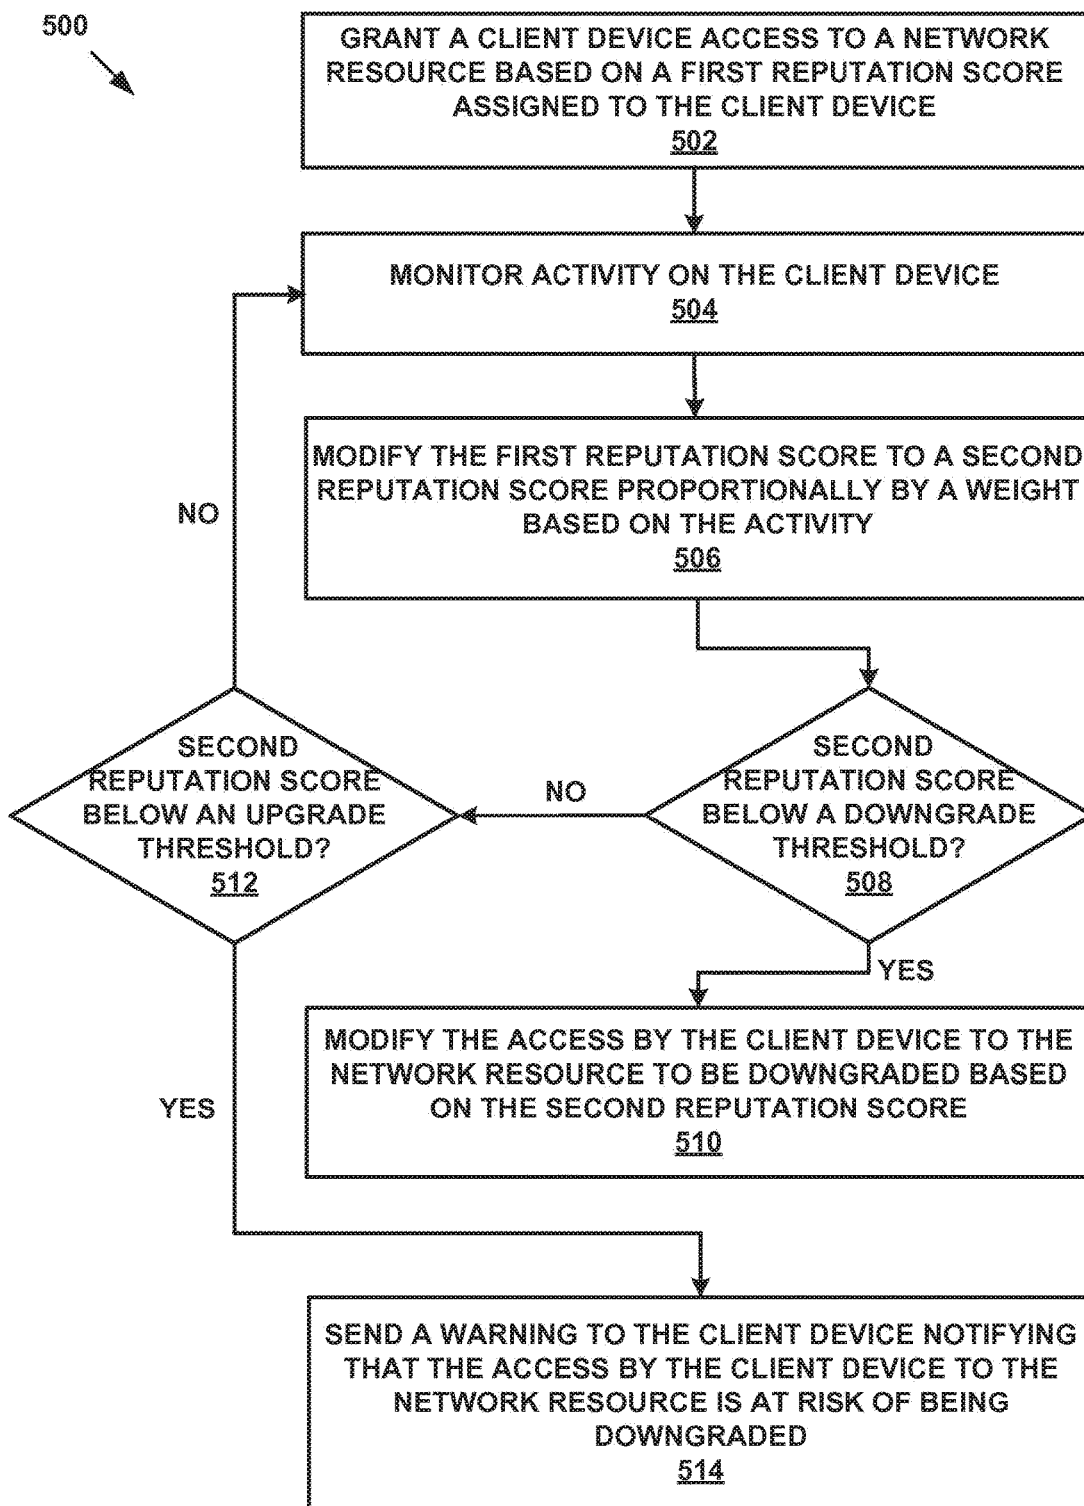 500
GRANT A CLIENT DEVICE ACCESS TO A NETWORK
RESOURCE BASED ON A FIRST REPUTATION SCORE
ASSIGNED TO THE CLIENT DEVICE
502
MONITOR ACTIVITY ON THE CLIENT DEVICE
504
MODIFY THE FIRST REPUTATION SCORE TO A SECOND
REPUTATION SCORE PROPORTIONALLY BY A WEIGHT
BASED ON THE ACTIVITY
506
NO
SECOND
REPUTATION SCORE
BELOW AN UPGRADE
THRESHOLD?
512
NO
SECOND
REPUTATION SCORE
BELOW A DOWNGRADE
THRESHOLD?
508
YES
MODIFY THE ACCESS BY THE CLIENT DEVICE TO THE
NETWORK RESOURCE TO BE DOWNGRADED BASED
ON THE SECOND REPUTATION SCORE
510
YES
SEND A WARNING TO THE CLIENT DEVICE NOTIFYING
THAT THE ACCESS BY THE CLIENT DEVICE TO THE
NETWORK RESOURCE IS AT RISK OF BEING
DOWNGRADED
514